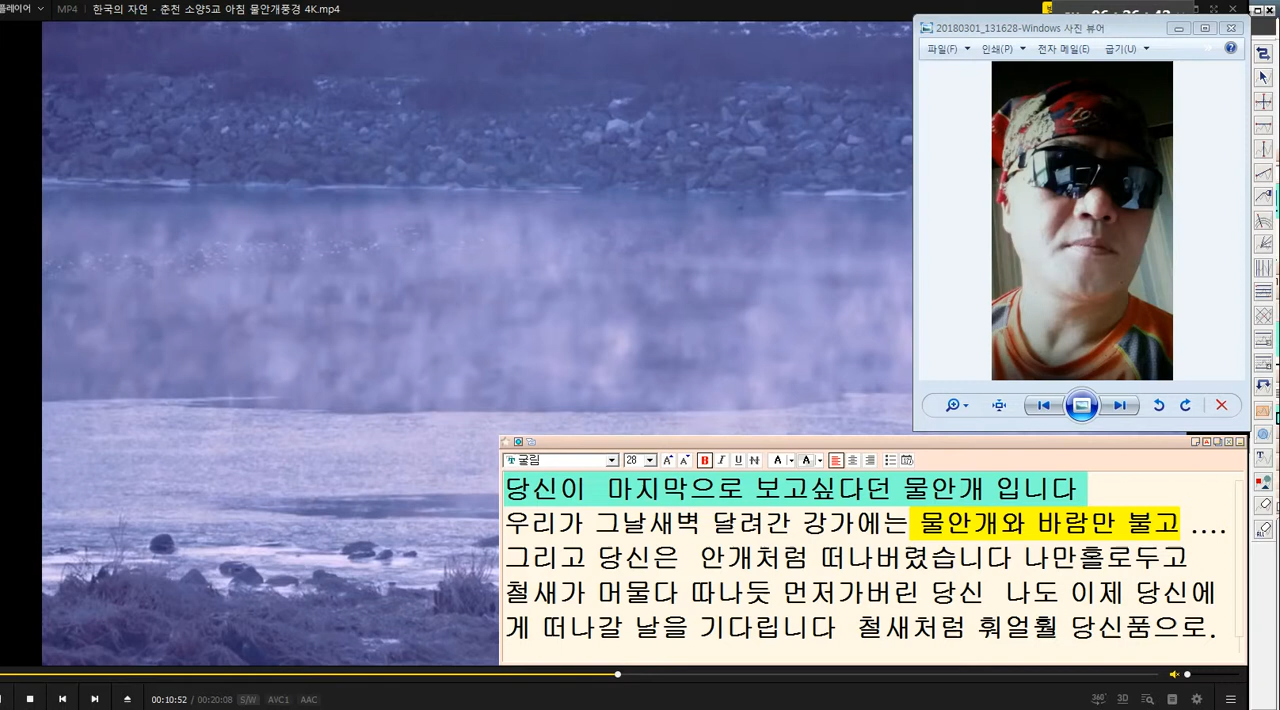 플레이어 MP4 한국의 자연 - 춘천 소양5교 아침 물안개풍경 4K.mp4
20180301_131628-Windows 사진 뷰어
파일(F) 인쇄(P) 전자 메일(E) 굽기(U)
19
굴림 28 B I U A A
당신이 마지막으로 보고싶다던 물안개 입니다
우리가 그날새벽 달려간 강가에는 물안개와 바람만 불고 ....
그리고 당신은 안개처럼 떠나버렸습니다 나만홀로두고
철새가 머물다 따나듯 먼저가버린 당신 나도 이제 당신에
게 떠나갈 날을 기다립니다 철새처럼 훠얼훨 당신품으로.
00:10:52 / 00:20:08 S/W AVC1 AAC
360° 3D